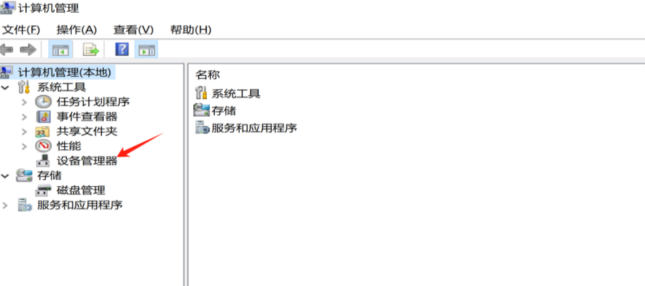 计算机管理
文件(F) 操作(A) 查看(V) 帮助(H)
计算机管理(本地)
系统工具
任务计划程序
事件查看器
共享文件夹
性能
设备管理器
存储
磁盘管理
服务和应用程序
名称
系统工具
存储
服务和应用程序